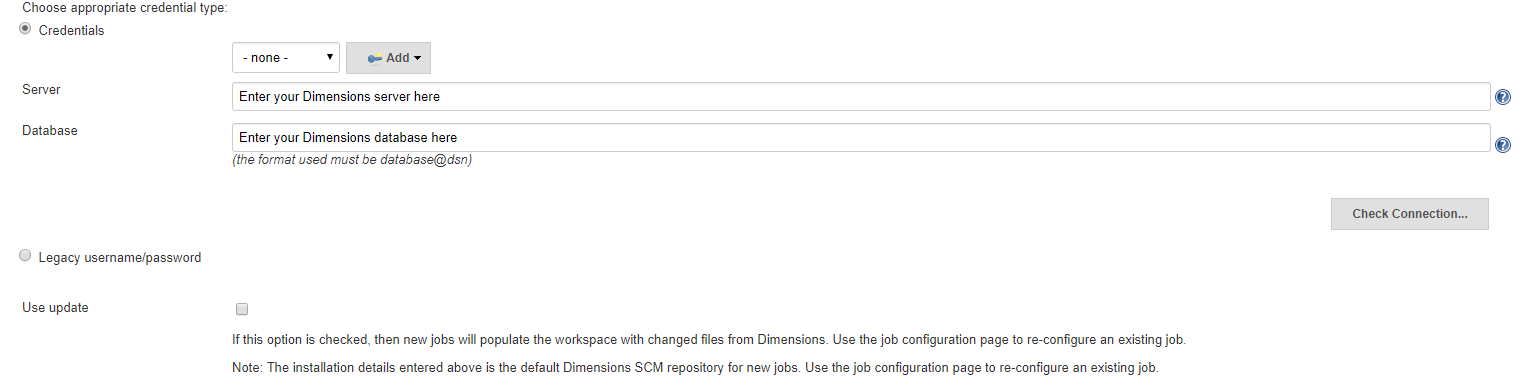 Choose appropriate credential type:
Credentials
- none -
Add
Server
Enter your Dimensions server here
Database
Enter your Dimensions database here
(the format used must be database@dsn)
Check Connection...
Legacy username/password
Use update
If this option is checked, then new jobs will populate the workspace with changed files from Dimensions. Use the job configuration page to re-configure an existing job.
Note: The installation details entered above is the default Dimensions SCM repository for new jobs. Use the job configuration page to re-configure an existing job.